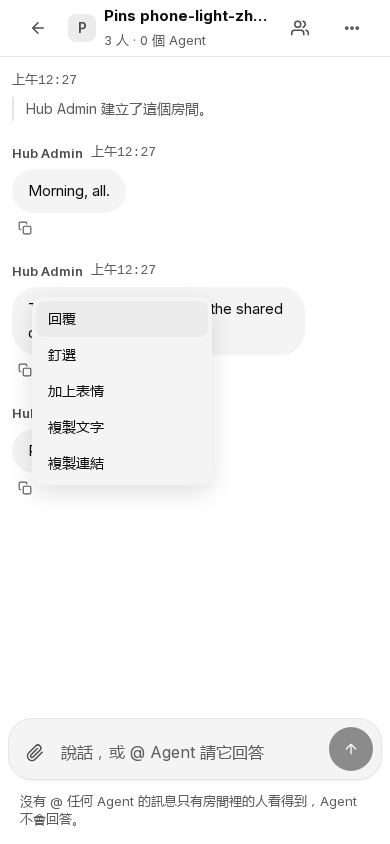 Pins phone-light-zh…
P
3 人 · 0 個 Agent
上午12:27
Hub Admin 建立了這個房間。
Hub Admin 上午12:27
Morning, all.
Hub Admin 上午12:27
the shared
回覆
釘選
加上表情
複製文字
複製連結
說話，或 @ Agent 請它回答
沒有 @ 任何 Agent 的訊息只有房間裡的人看得到，Agent
不會回答。